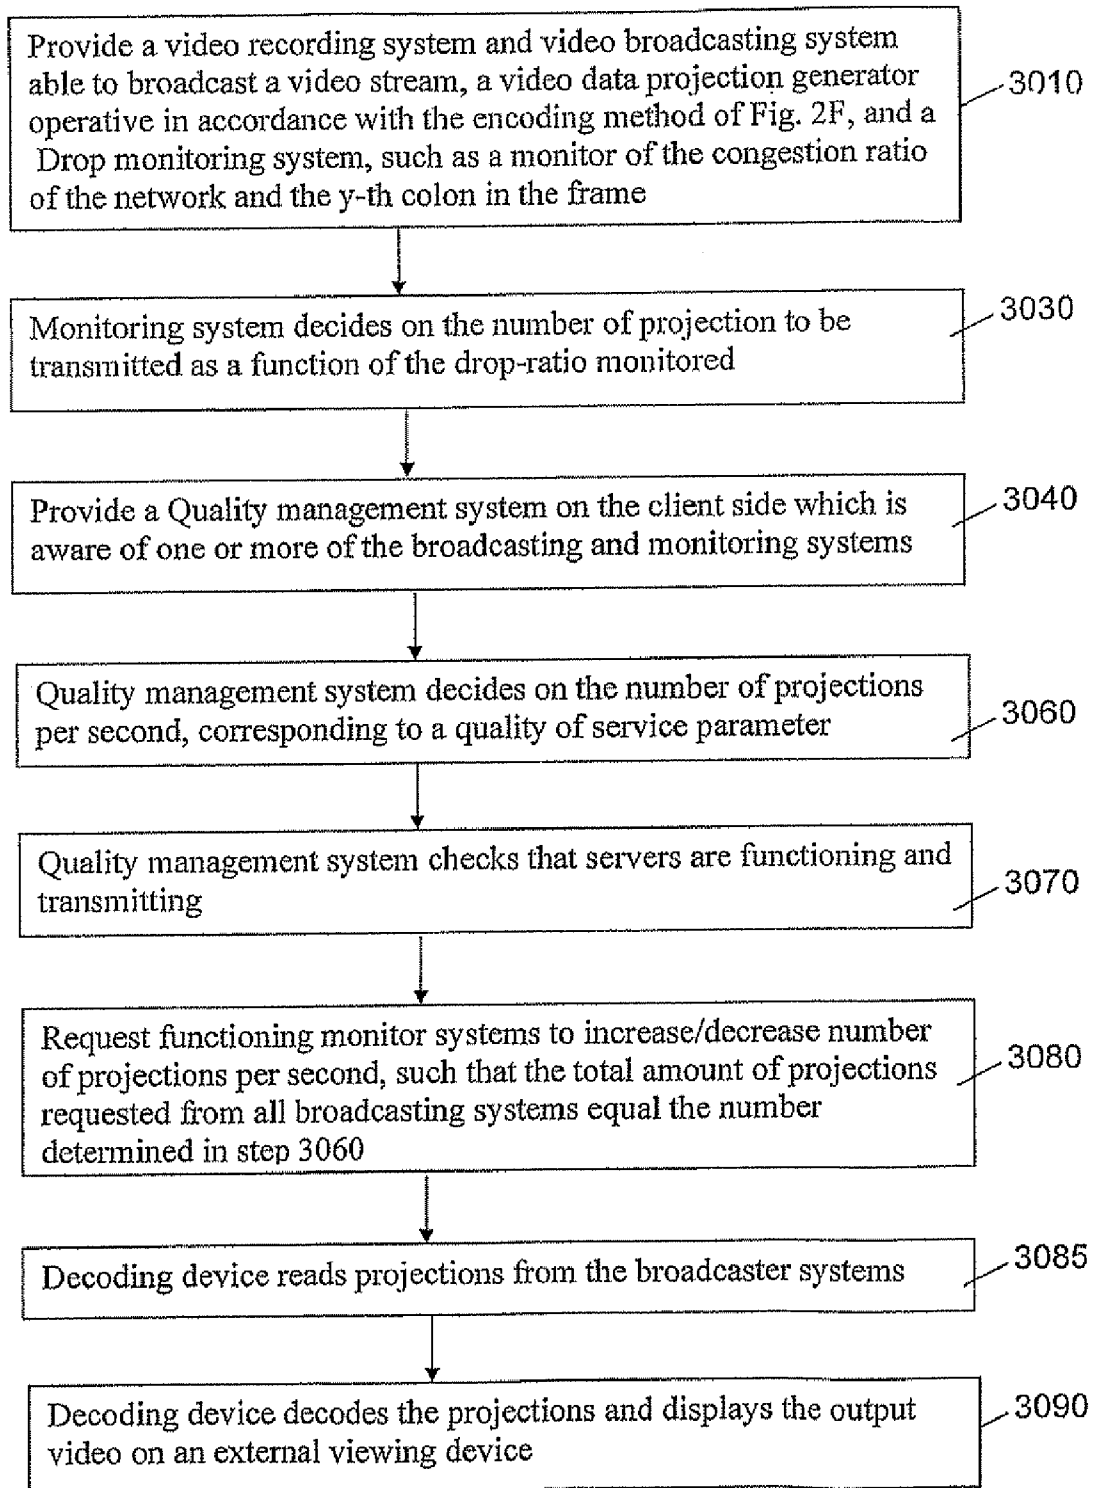 Provide a video recording system and video broadcasting system
able to broadcast a video stream, a video data projection generator
operative in accordance with the encoding method of Fig. 2F, and a
Drop monitoring system, such as a monitor of the congestion ratio
of the network and the y-th colon in the frame
3010
Monitoring system decides on the number of projection to be
transmitted as a function of the drop-ratio monitored
3030
Provide a Quality management system on the client side which is
aware of one or more of the broadcasting and monitoring systems
3040
Quality management system decides on the number of projections
per second, corresponding to a quality of service parameter
3060
Quality management system checks that servers are functioning and
transmitting
3070
Request functioning monitor systems to increase/decrease number
of projections per second, such that the total amount of projections
requested from all broadcasting systems equal the number
determined in step 3060
3080
Decoding device reads projections from the broadcaster systems
3085
Decoding device decodes the projections and displays the output
video on an external viewing device
3090